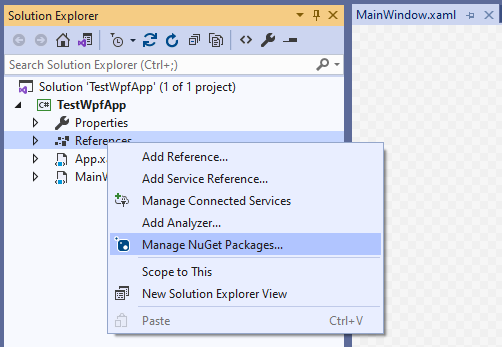 Solution Explorer
MainWindow.xaml
Search Solution Explorer (Ctrl+;)
Solution 'TestWpfApp' (1 of 1 project)
C# TestWpfApp
Properties
References
App.xa
MainW
Add Reference...
Add Service Reference...
Manage Connected Services
Add Analyzer...
Manage NuGet Packages...
Scope to This
New Solution Explorer View
Paste Ctrl+V